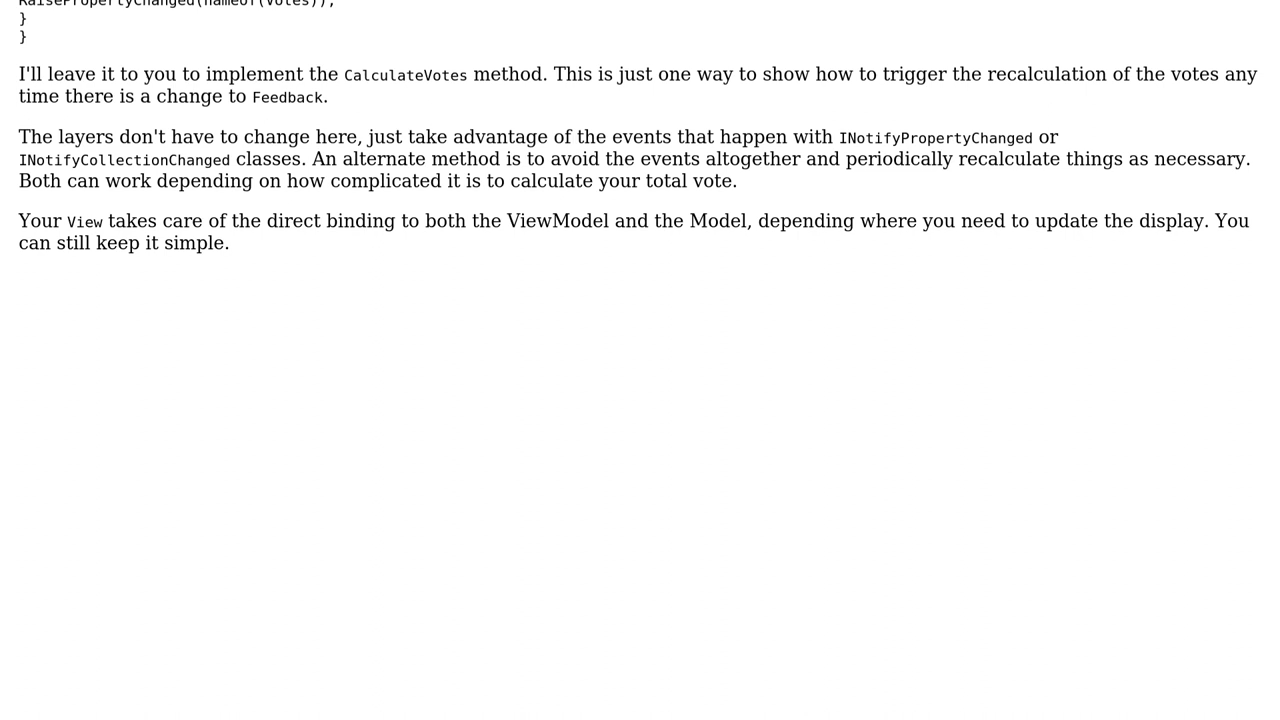 RaisePropertyChanged(nameof(Votes));
}
}
I'll leave it to you to implement the CalculateVotes method. This is just one way to show how to trigger the recalculation of the votes any
time there is a change to Feedback.
The layers don't have to change here, just take advantage of the events that happen with INotifyPropertyChanged or
INotifyCollectionChanged classes. An alternate method is to avoid the events altogether and periodically recalculate things as necessary.
Both can work depending on how complicated it is to calculate your total vote.
Your View takes care of the direct binding to both the ViewModel and the Model, depending where you need to update the display. You
can still keep it simple.